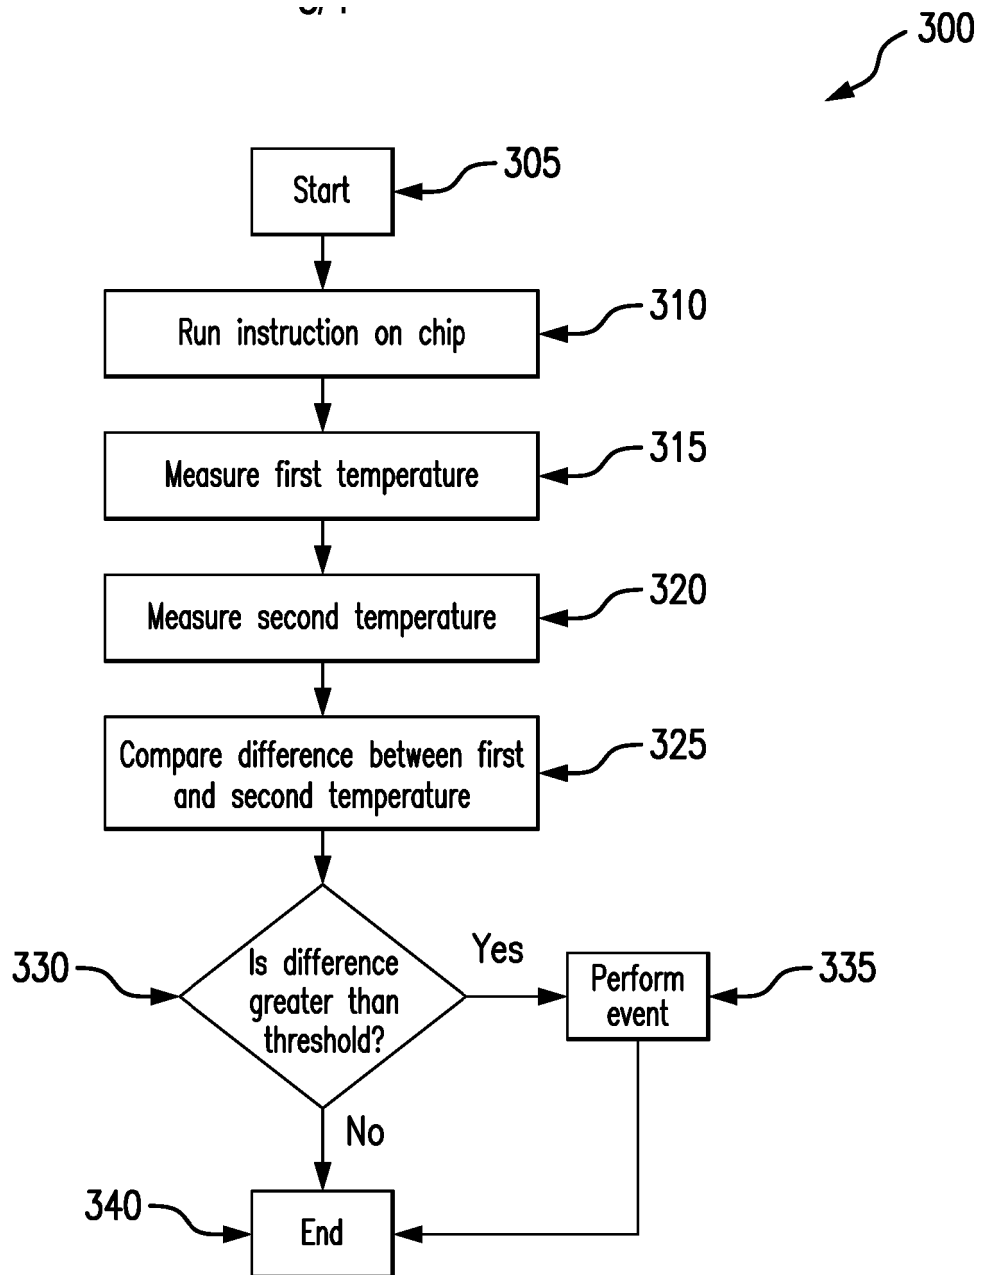 300
Start
305
Run instruction on chip
310
Measure first temperature
315
Measure second temperature
320
Compare difference between first
and second temperature
325
330
Is difference
greater than
threshold?
Yes
Perform
event
335
No
340
End